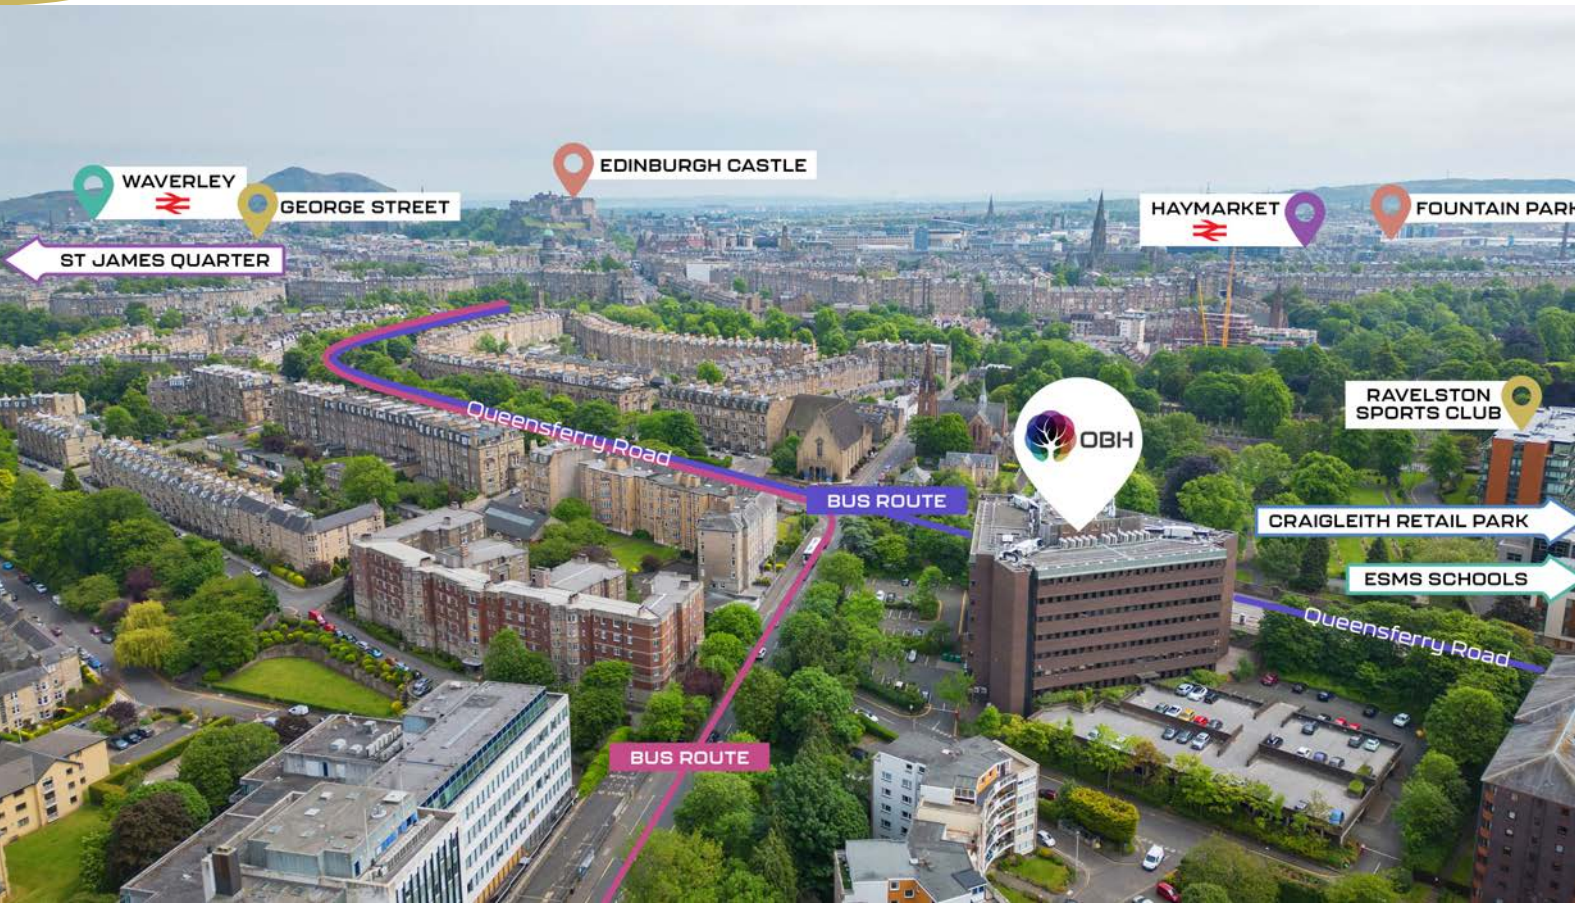 WAVERLEY
GEORGE STREET
ST JAMES QUARTER
EDINBURGH CASTLE
HAYMARKET
FOUNTAIN PARK
RAVELSTON
SPORTS CLUB
OBH
Queensferry Road
BUS ROUTE
CRAIGLEITH RETAIL PARK
ESMS SCHOOLS
Queensferry Road
BUS ROUTE